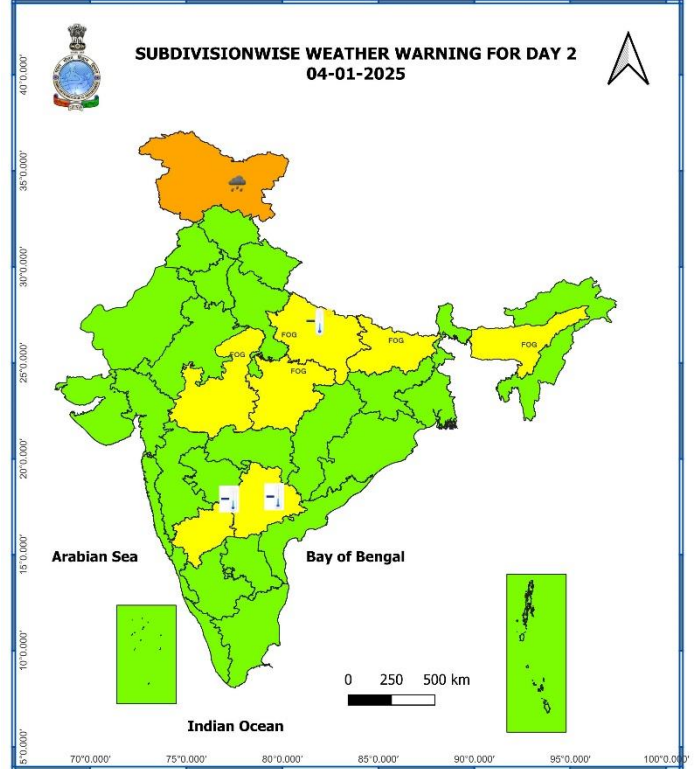 SUBDIVISIONWISE WEATHER WARNING FOR DAY 2
04-01-2025
40°0.000'
35°0.000'
30°0.000'
25°0.000'
20°0.000'
15°0.000'
10°0.000'
5°0.000'
FOG
FOG
FOG
FOG
FOG
Arabian Sea
Bay of Bengal
0 250 500 km
Indian Ocean
70°0.000' 75°0.000' 80°0.000' 85°0.000' 90°0.000' 95°0.000' 100°0.000'